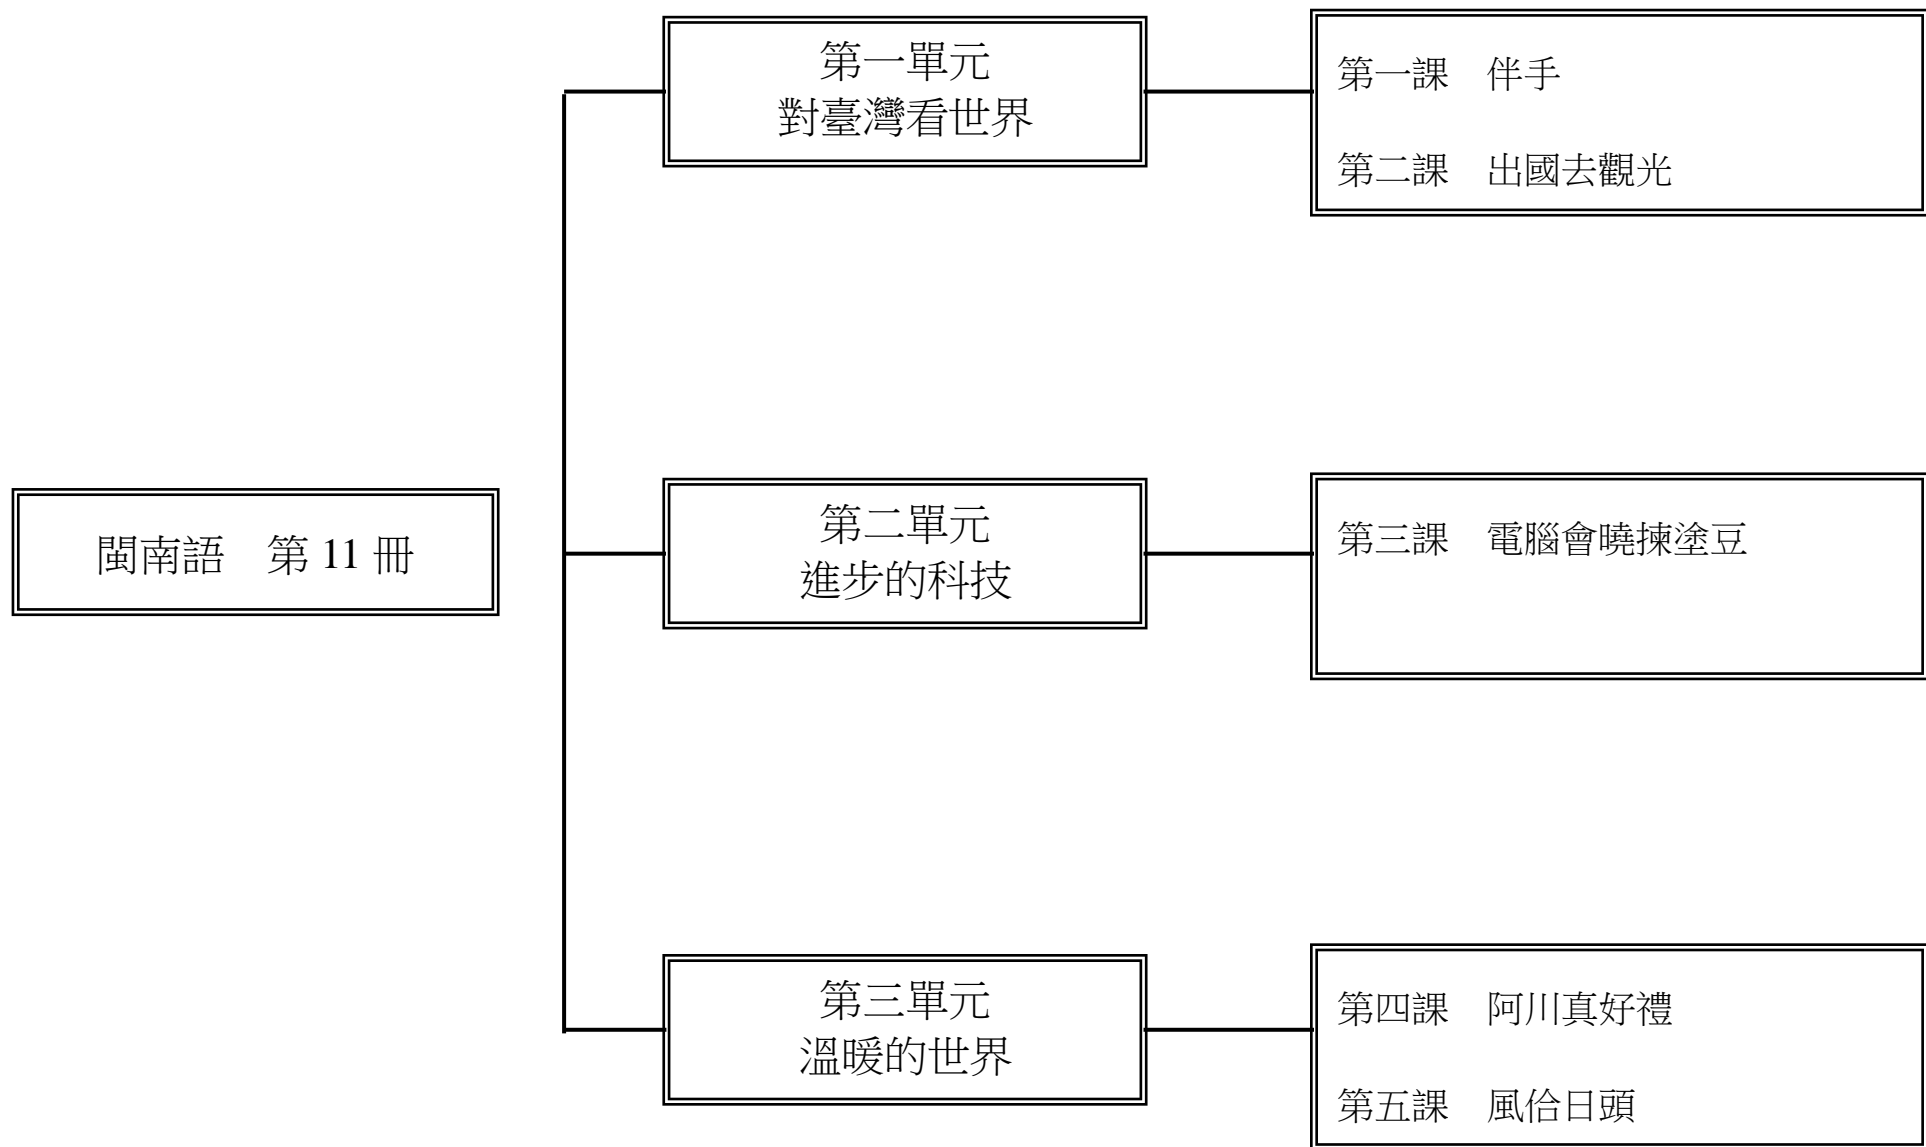 閩南語　第 11 冊
第一單元
對臺灣看世界
第一課　伴手
第二課　出國去觀光
第二單元
進步的科技
第三課　電腦會曉揀塗豆
第三單元
溫暖的世界
第四課　阿川真好禮
第五課　風佮日頭